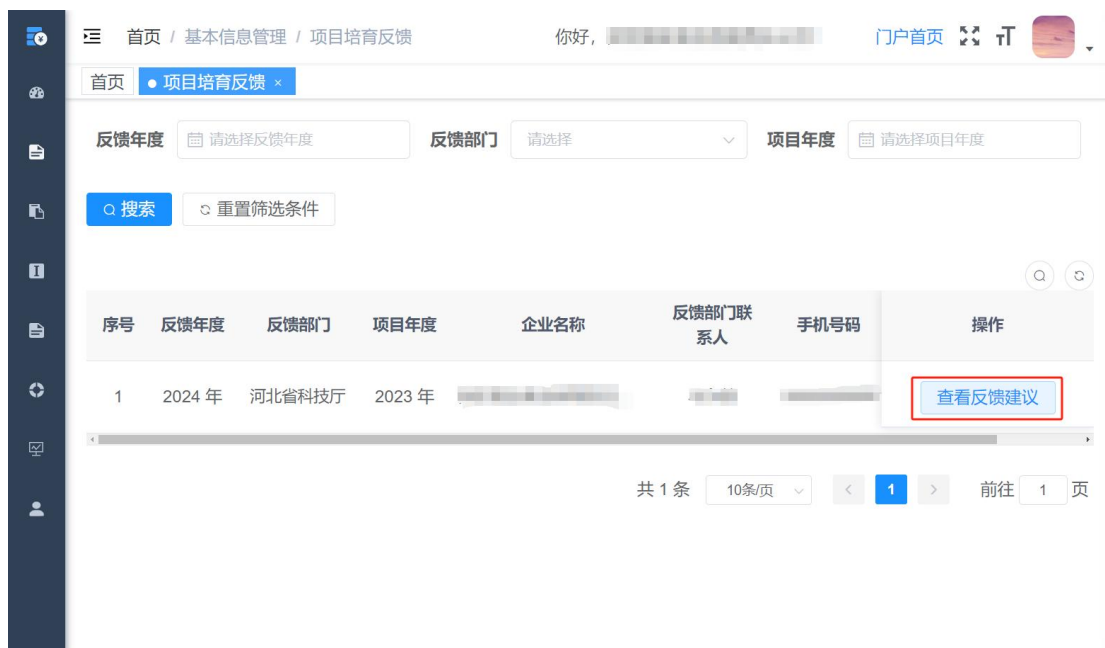 首页 / 基本信息管理 / 项目培育反馈 你好, 门户首页
首页 项目培育反馈 ×
反馈年度 请选择反馈年度 反馈部门 请选择 项目年度 请选择项目年度
搜索 重置筛选条件
序号 反馈年度 反馈部门 项目年度 企业名称 反馈部门联系人 手机号码 操作
1 2024 年 河北省科技厅 2023 年 查看反馈建议
共 1 条 10条/页 < 1 > 前往 1 页